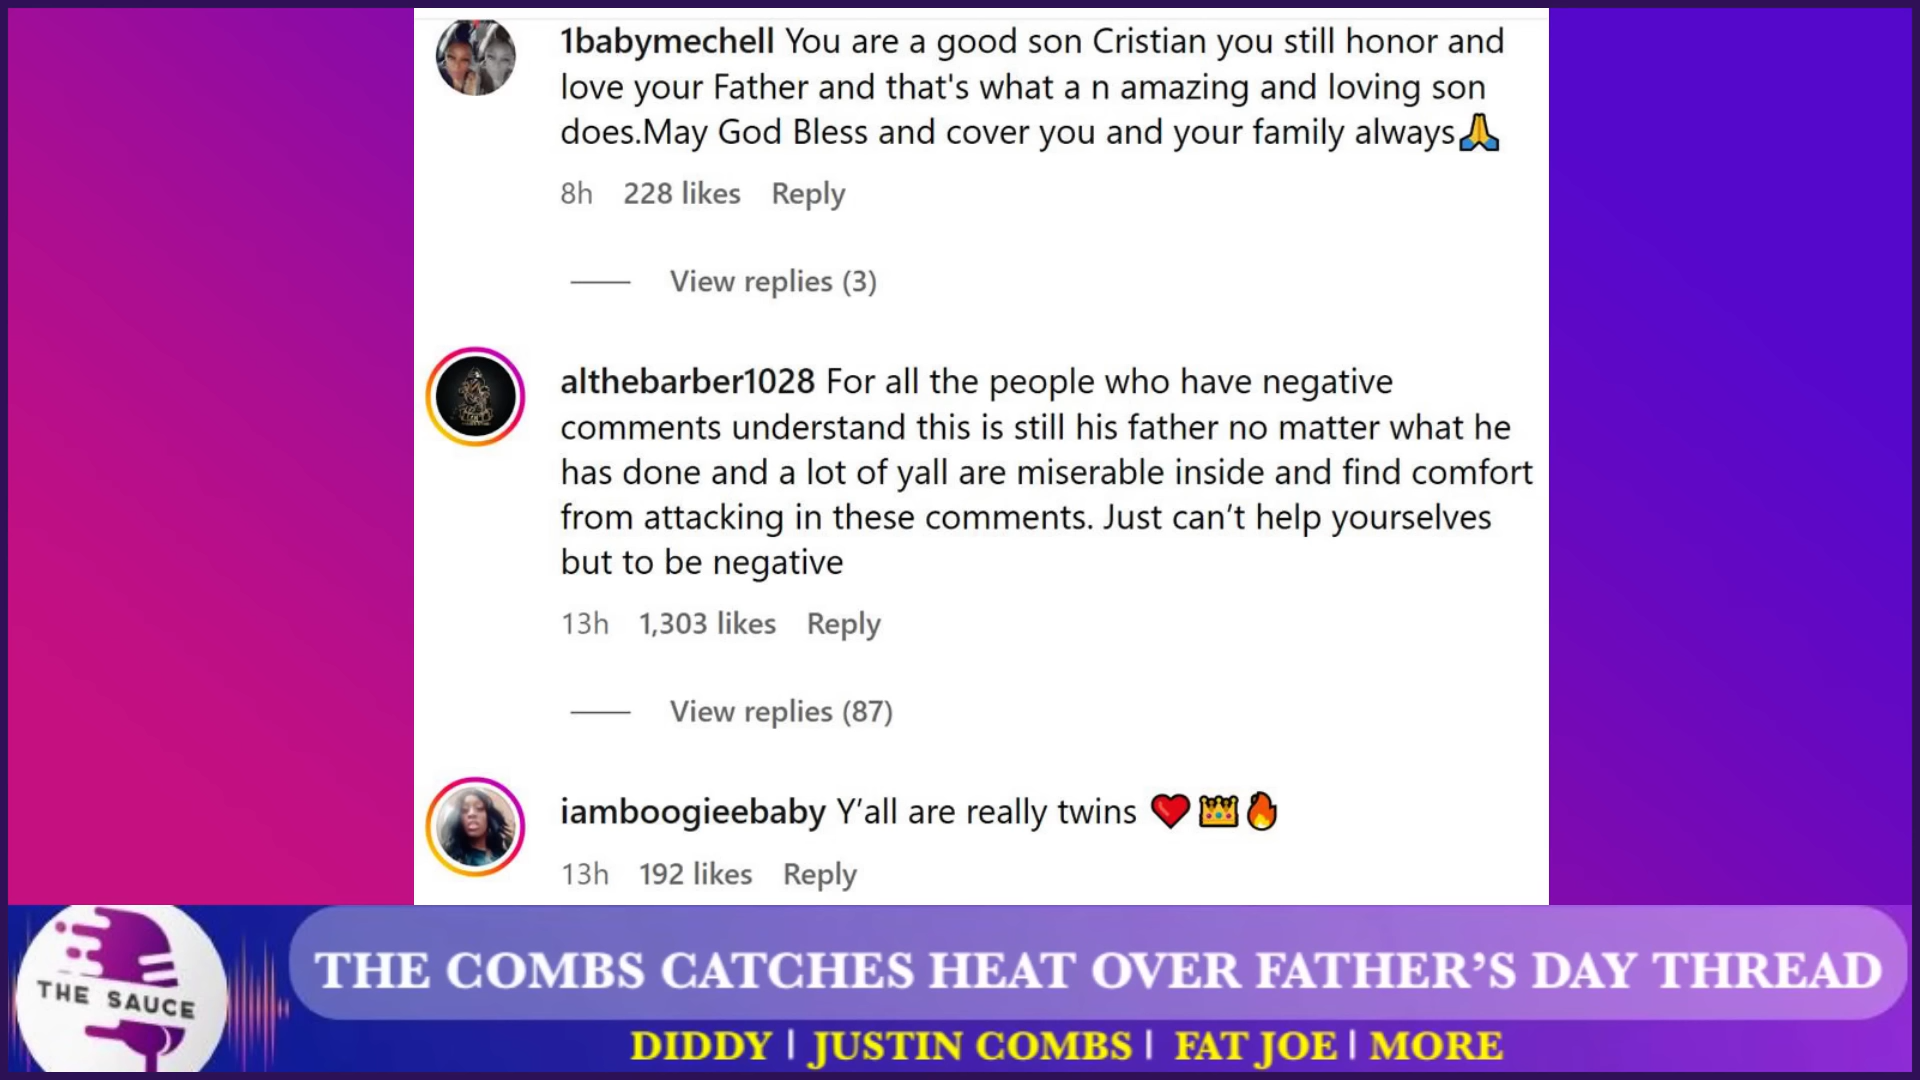 1babymechell You are a good son Cristian you still honor and
love your Father and that's what a n amazing and loving son
does.May God Bless and cover you and your family always🙏
8h 228 likes Reply
View replies (3)
althebarber1028 For all the people who have negative
comments understand this is still his father no matter what he
has done and a lot of yall are miserable inside and find comfort
from attacking in these comments. Just can’t help yourselves
but to be negative
13h 1,303 likes Reply
View replies (87)
iamboogieebaby Y’all are really twins ❤️👑🔥
13h 192 likes Reply
THE SAUCE
THE COMBS CATCHES HEAT OVER FATHER’S DAY THREAD
DIDDY | JUSTIN COMBS | FAT JOE | MORE